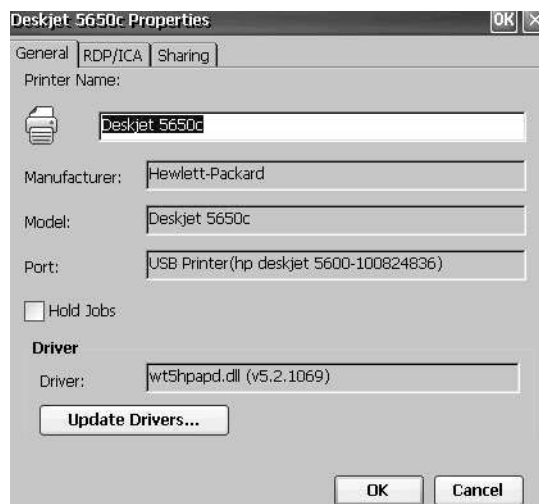 Deskjet 5650c Properties OK ×
General RDP/ICA Sharing
Printer Name:
Deskjet 5650c
Manufacturer: Hewlett-Packard
Model: Deskjet 5650c
Port: USB Printer(hp deskjet 5600-100824836)
Hold Jobs
Driver
Driver: wt5hpapd.dll (v5.2.1069)
Update Drivers...
OK Cancel